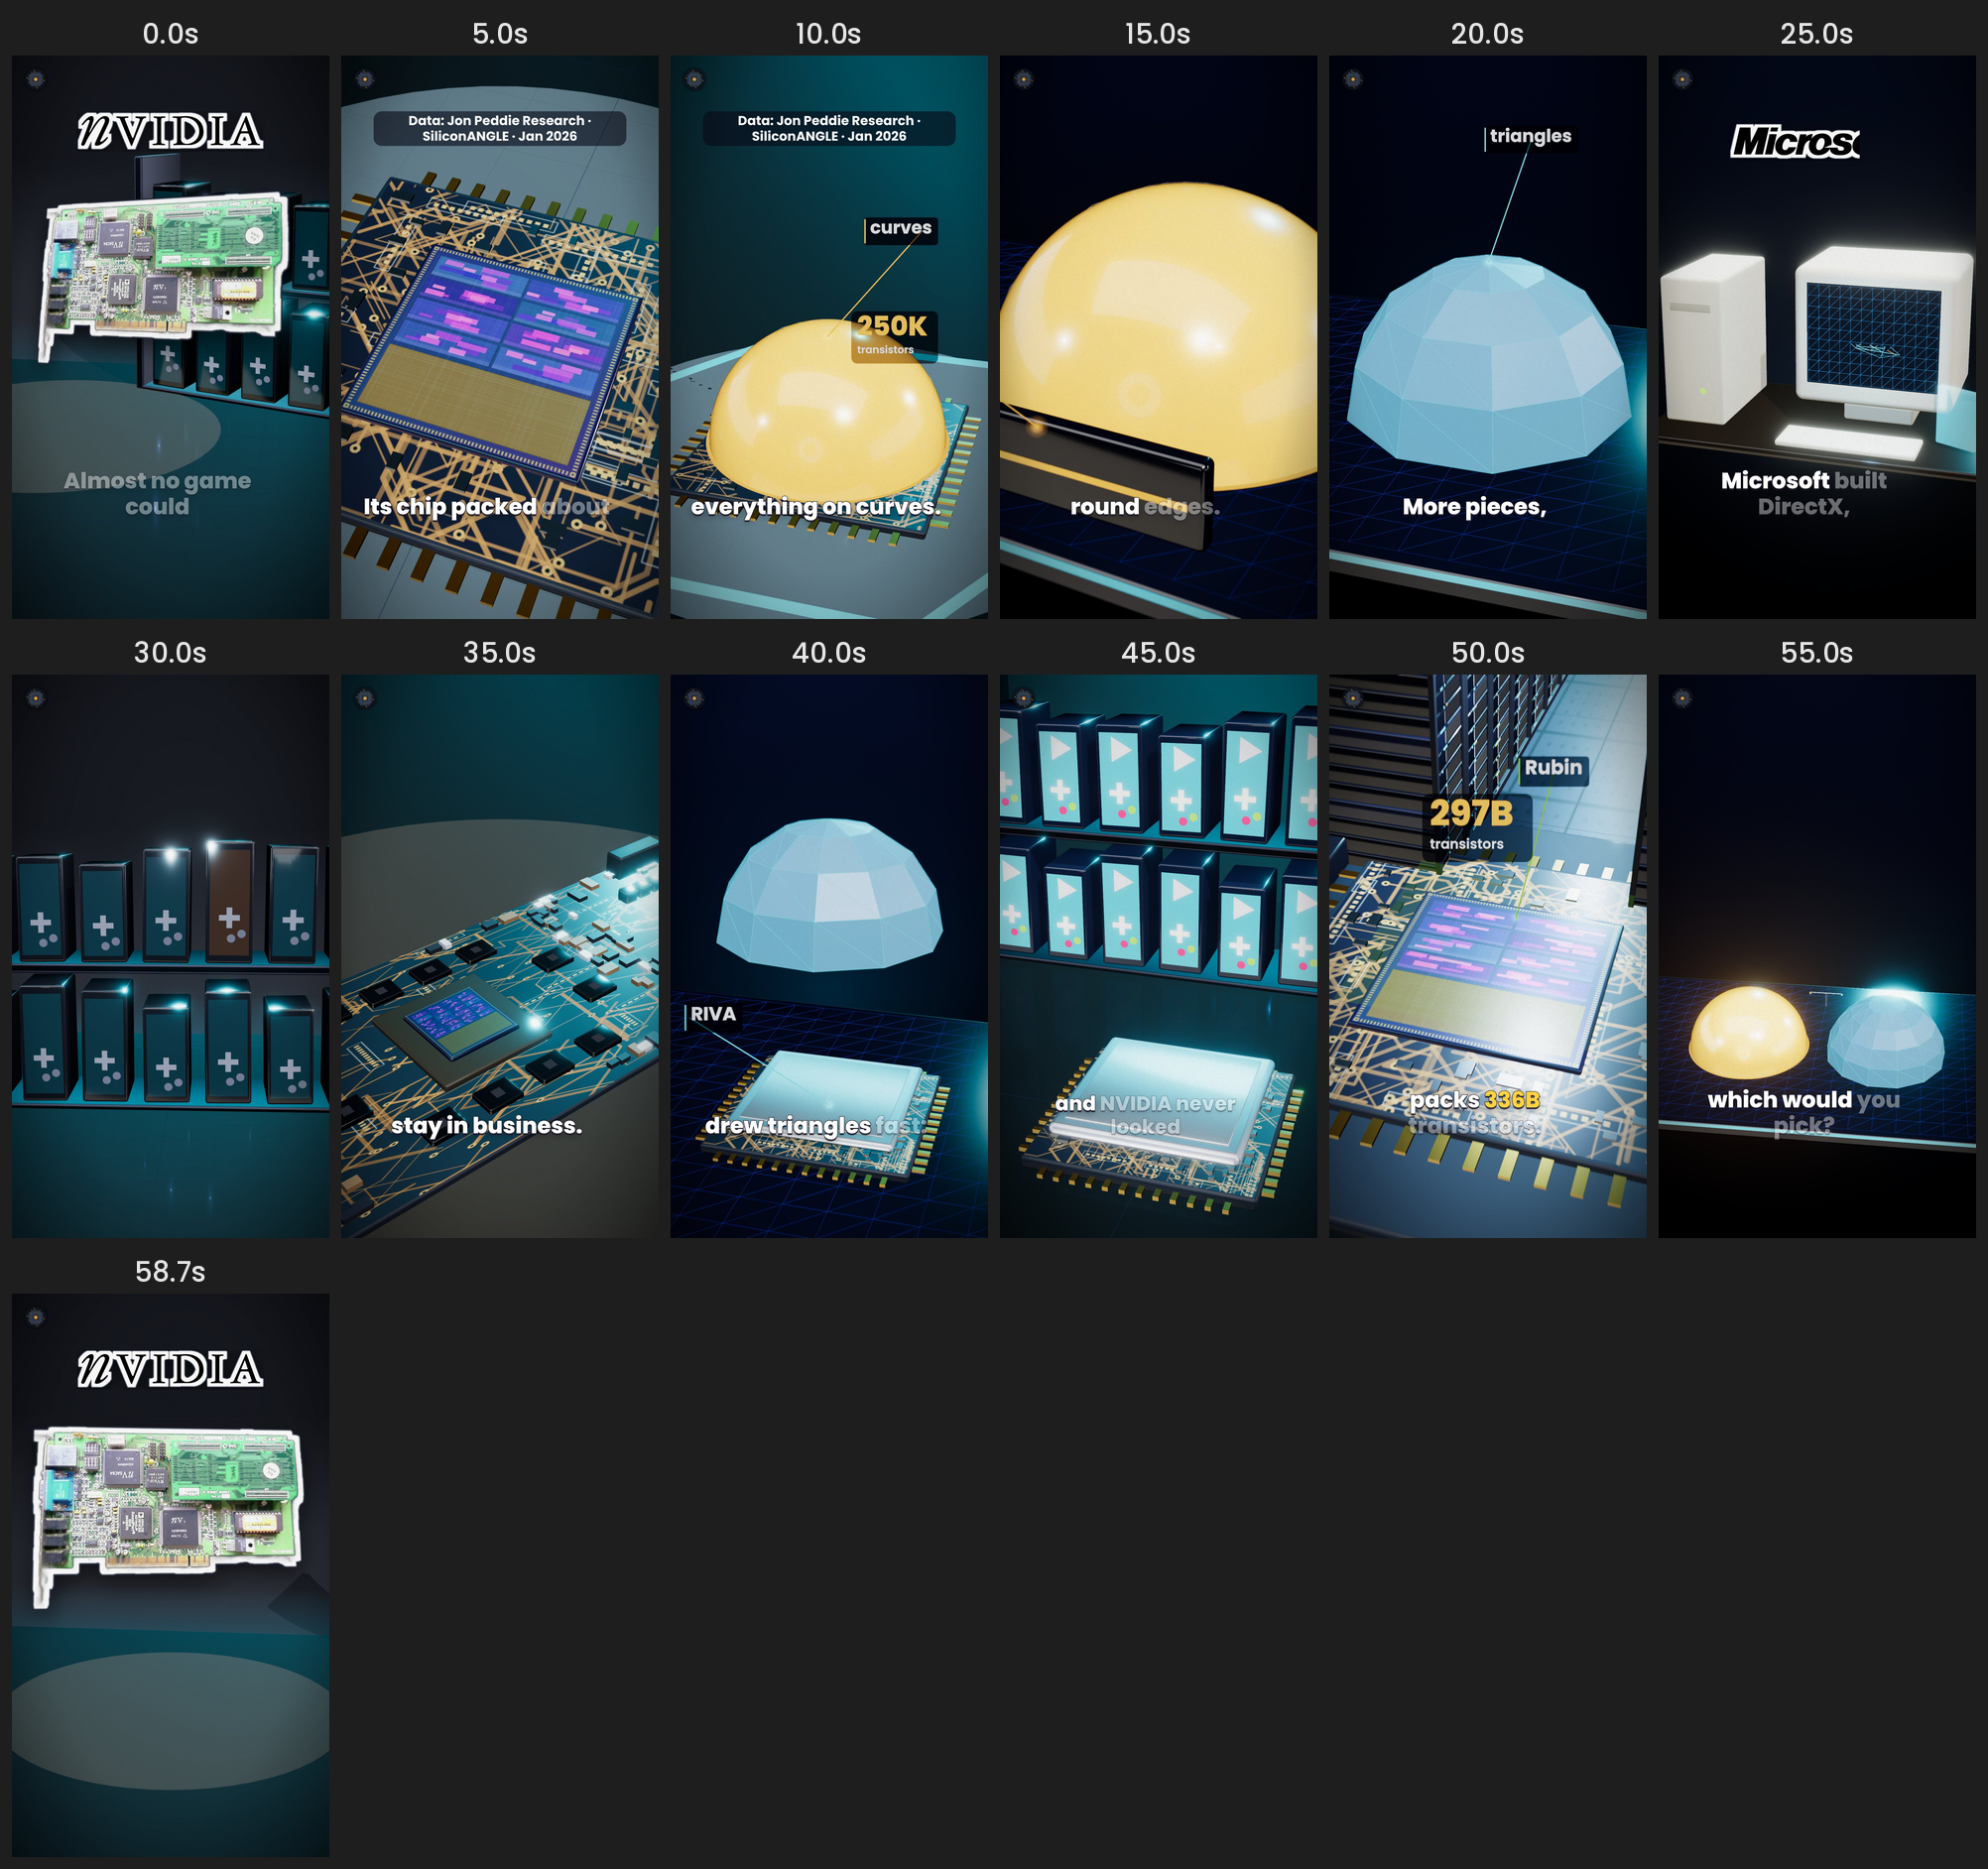 0.0s
5.0s
10.0s
15.0s
20.0s
25.0s
NVIDIA
Almost no game
could
Data: Jon Peddie Research ·
SiliconANGLE · Jan 2026
Its chip packed about
Data: Jon Peddie Research ·
SiliconANGLE · Jan 2026
curves
250K
transistors
everything on curves.
round edges.
triangles
More pieces,
Micros
Microsoft built
DirectX,
30.0s
35.0s
40.0s
45.0s
50.0s
55.0s
stay in business.
RIVA
drew triangles fast
and NVIDIA never
looked
Rubin
297B
transistors
packs 336B
transistors.
which would you
pick?
58.7s
NVIDIA